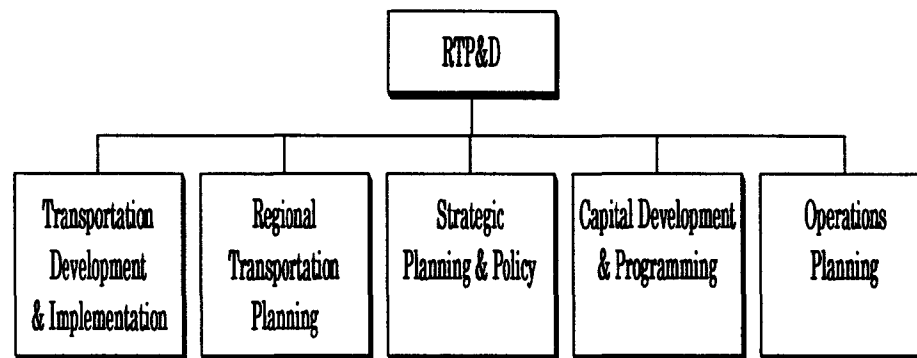 RTP&D
Transportation
Development
& Implementation
Regional
Transportation
Planning
Strategic
Planning & Policy
Capital Development
& Programming
Operations
Planning